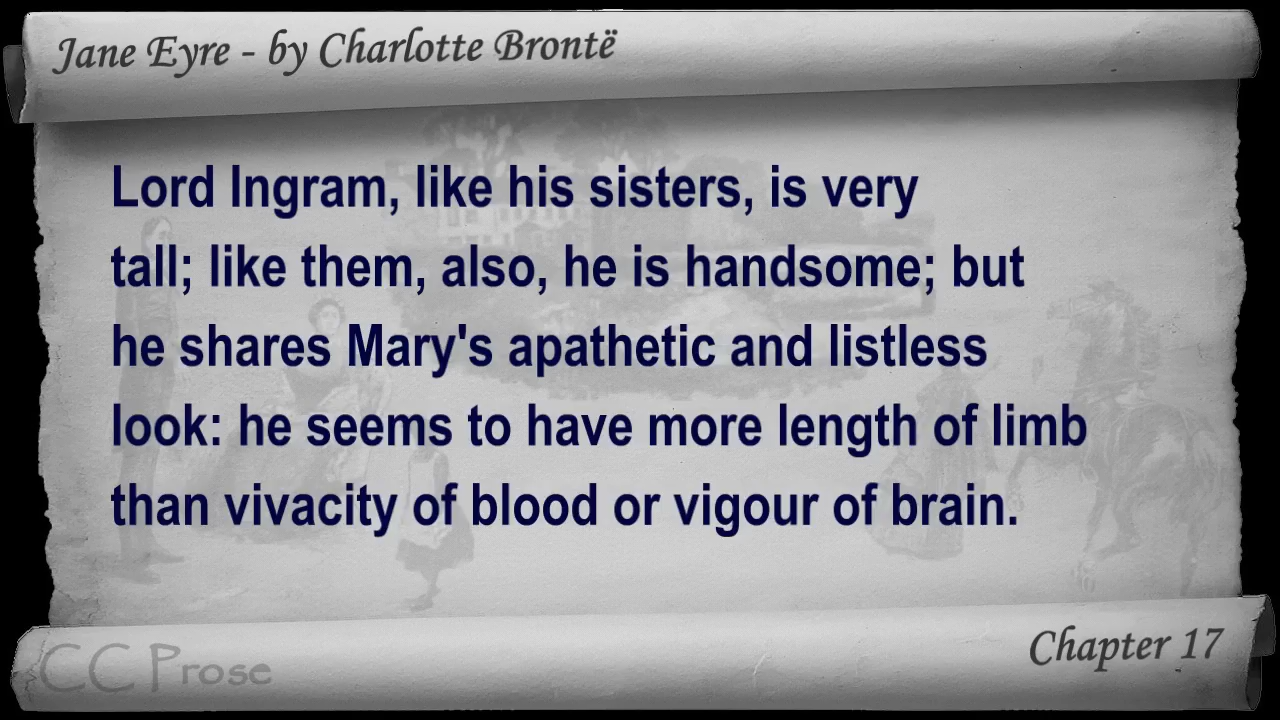 Jane Eyre - by Charlotte Brontë
Lord Ingram, like his sisters, is very
tall; like them, also, he is handsome; but
he shares Mary's apathetic and listless
look: he seems to have more length of limb
than vivacity of blood or vigour of brain.
CC Prose
Chapter 17